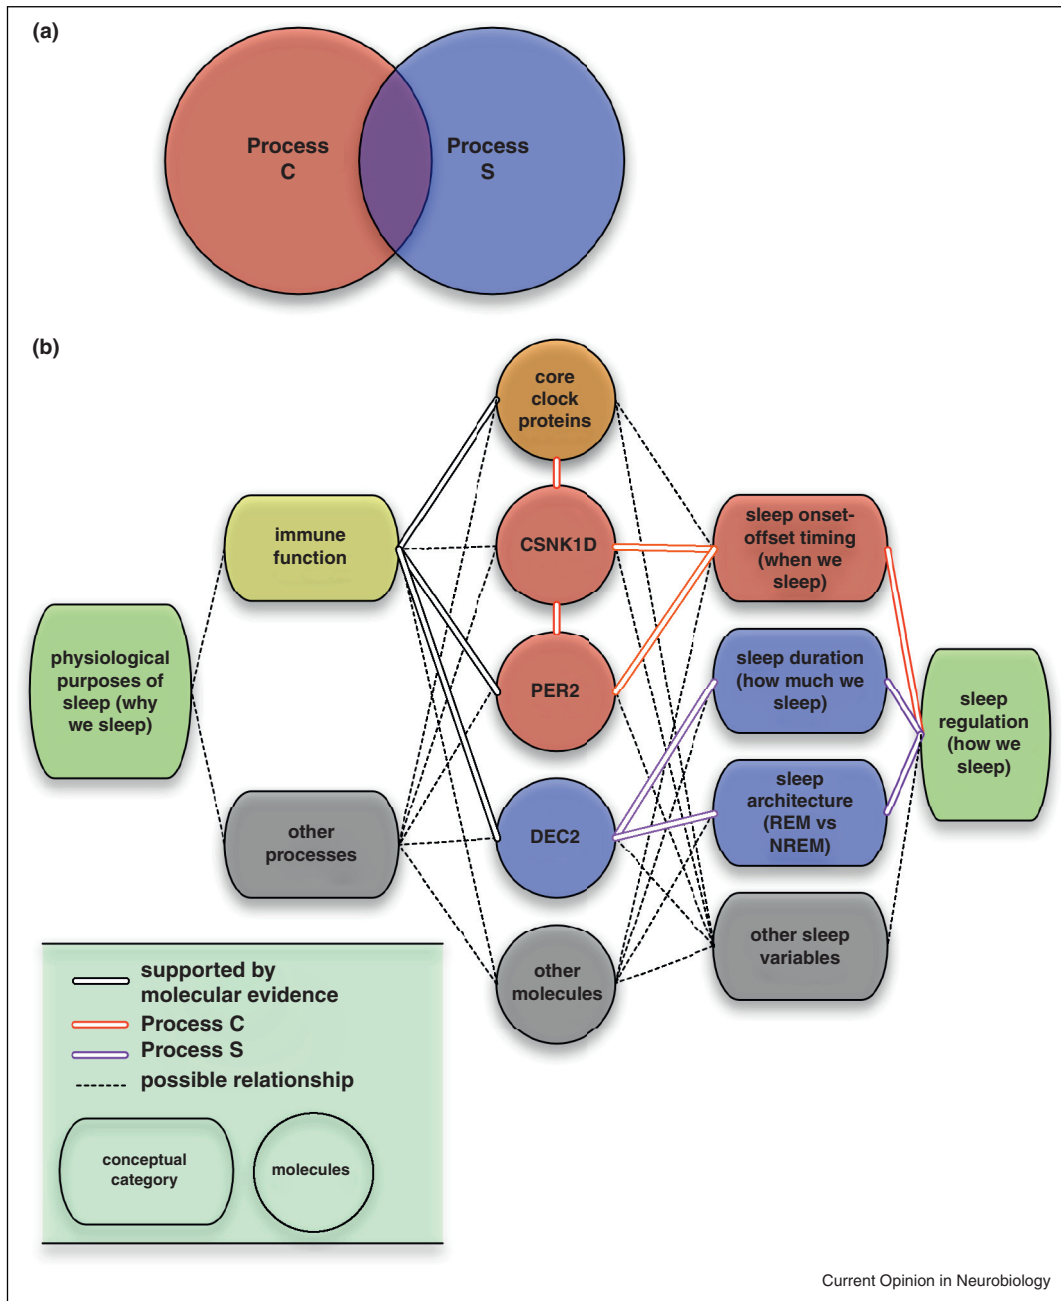 (a)
Process
C
Process
S
(b)
core
clock
proteins
immune
function
CSNK1D
sleep onset-
offset timing
(when we
sleep)
physiological
purposes of
sleep (why
we sleep)
PER2
sleep duration
(how much we
sleep)
sleep
regulation
(how we
sleep)
other
processes
DEC2
sleep
architecture
(REM vs
NREM)
other
molecules
other sleep
variables
supported by
molecular evidence
Process C
Process S
possible relationship
conceptual
category
molecules
Current Opinion in Neurobiology